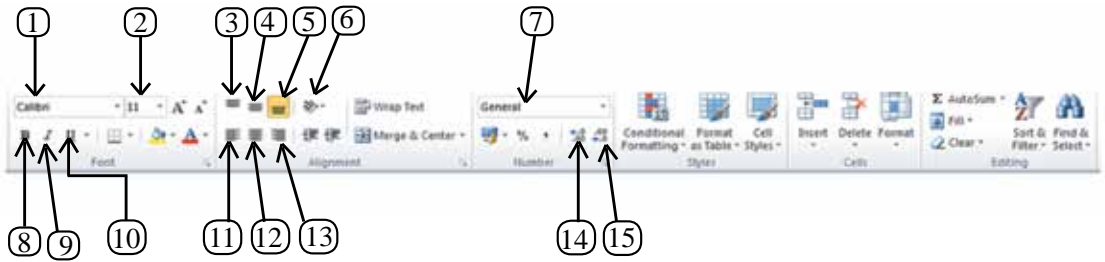 1 2 3 4 5 6 7
Calibri 11 A A Wrap Text General Σ AutoSum
Fill
B I U A Merge & Center % , Conditional Format Cell Insert Delete Format Sort & Find &
Formatting as Table Styles Clear Filter Select
Font Alignment Number Styles Cells Editing
8 9 10 11 12 13 14 15